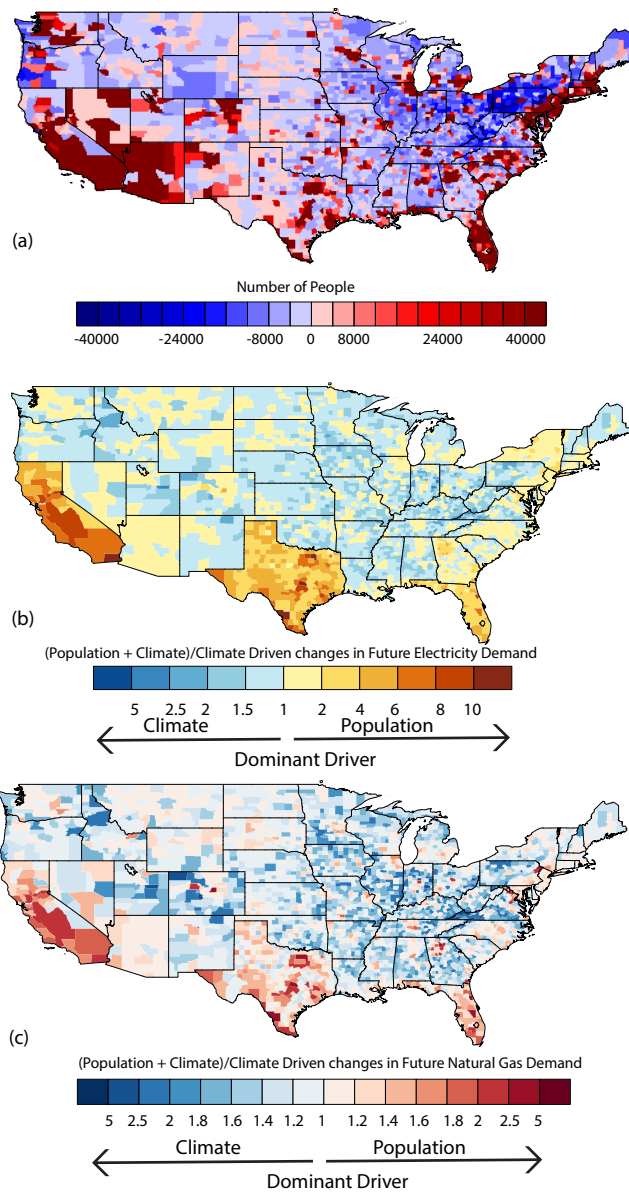 (a)
Number of People
-40000 -24000 -8000 0 8000 24000 40000
(b)
(Population + Climate)/Climate Driven changes in Future Electricity Demand
5 2.5 2 1.5 1 2 4 6 8 10
Climate Population
Dominant Driver
(c)
(Population + Climate)/Climate Driven changes in Future Natural Gas Demand
5 2.5 2 1.8 1.6 1.4 1.2 1 1.2 1.4 1.6 1.8 2 2.5 5
Climate Population
Dominant Driver